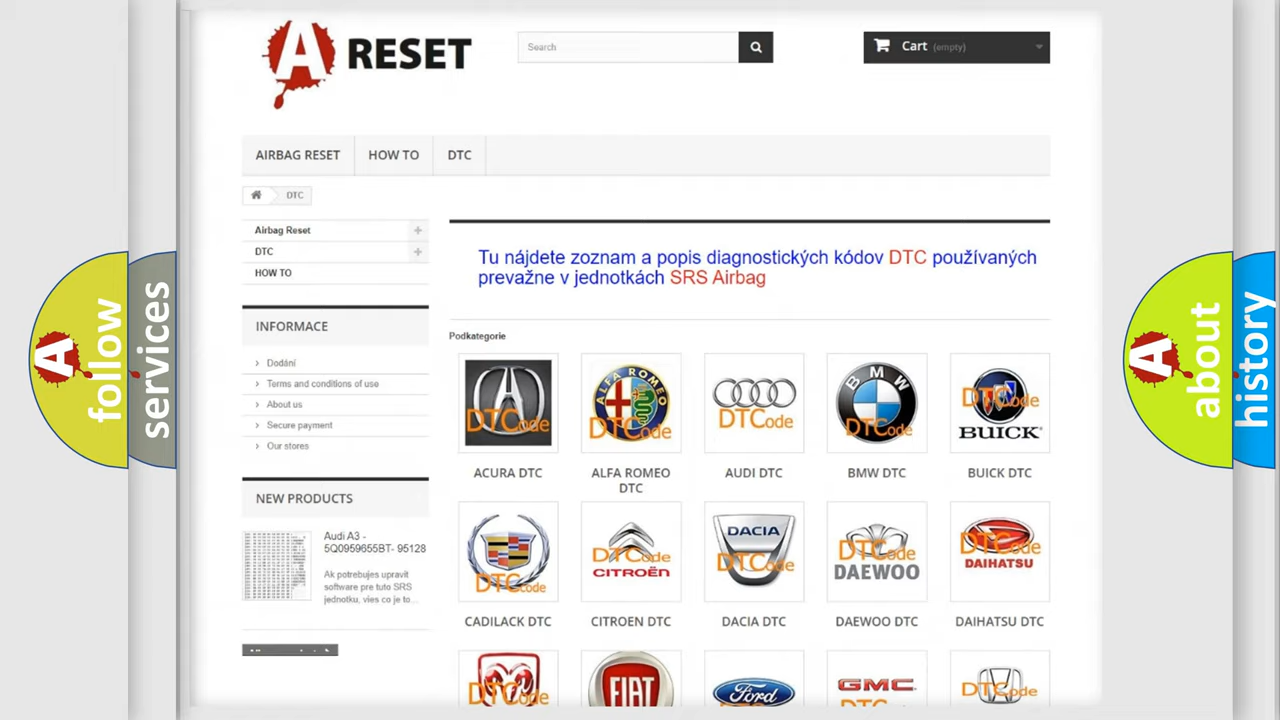 A RESET
Search
Cart (empty)
AIRBAG RESET
HOW TO
DTC
DTC
Airbag Reset
DTC
HOW TO
Tu nájdete zoznam a popis diagnostických kódov DTC používaných
prevažne v jednotkách SRS Airbag
INFORMACE
Dodání
Terms and conditions of use
About us
Secure payment
Our stores
Podkategorie
DTCode
ALFA ROMEO
DTCode
DTCode
BMW
DTCode
DTCode
BUICK
ACURA DTC
ALFA ROMEO
DTC
AUDI DTC
BMW DTC
BUICK DTC
NEW PRODUCTS
Audi A3 -
5Q0959655BT- 95128
Ak potrebujes upravit
software pre tuto SRS
jednotku, vies co je to...
DTCode
DTCode
CITROËN
DACIA
DTCode
DTCode
DAEWOO
DTCode
DAIHATSU
CADILACK DTC
CITROEN DTC
DACIA DTC
DAEWOO DTC
DAIHATSU DTC
DTCode
FIAT
Ford
GMC
DTCode
A follow
services
A about
history